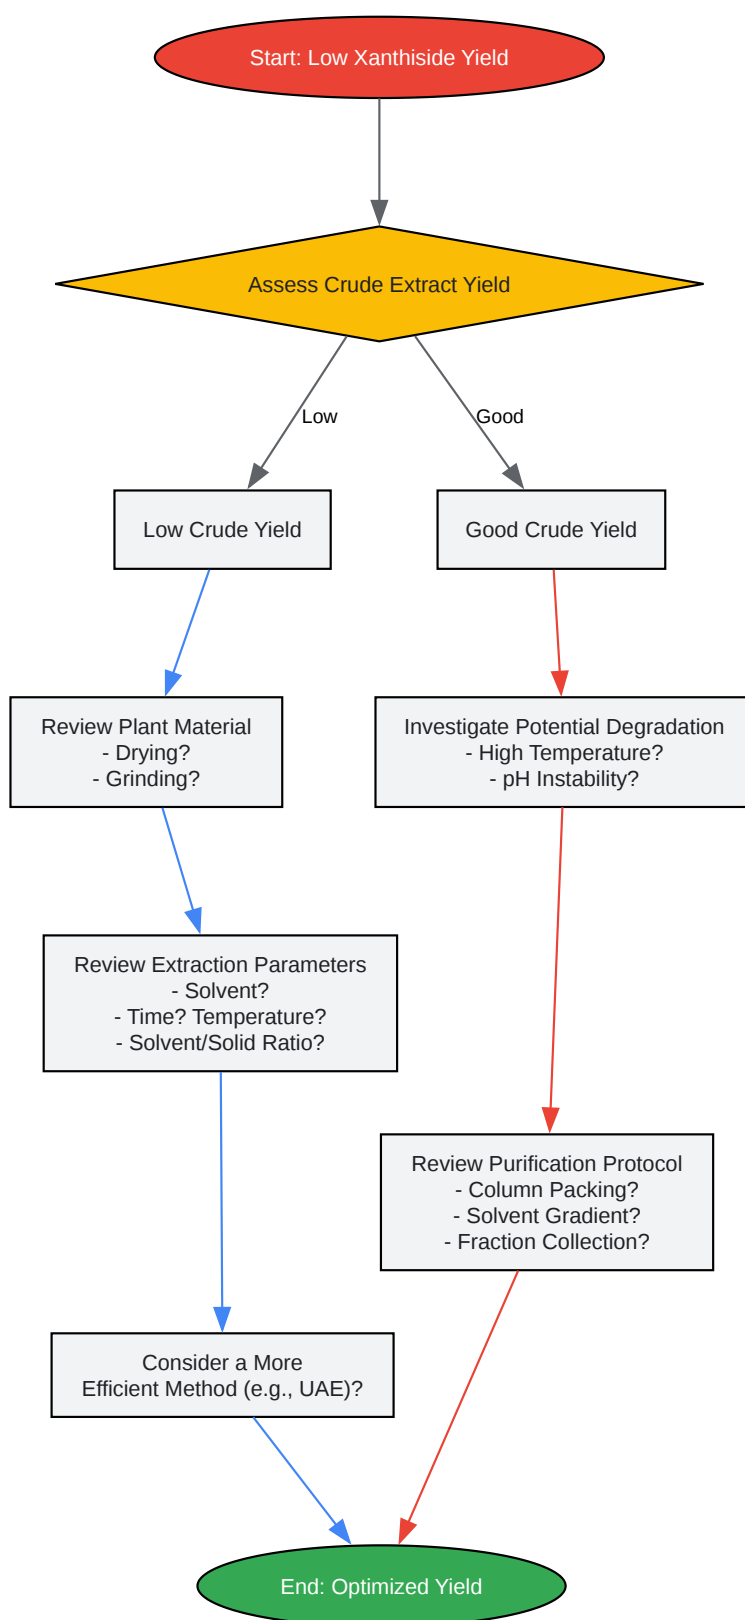 Start: Low Xanthiside Yield
Assess Crude Extract Yield
Low
Good
Low Crude Yield
Good Crude Yield
Review Plant Material
- Drying?
- Grinding?
Investigate Potential Degradation
- High Temperature?
- pH Instability?
Review Extraction Parameters
- Solvent?
- Time? Temperature?
- Solvent/Solid Ratio?
Review Purification Protocol
- Column Packing?
- Solvent Gradient?
- Fraction Collection?
Consider a More
Efficient Method (e.g., UAE)?
End: Optimized Yield